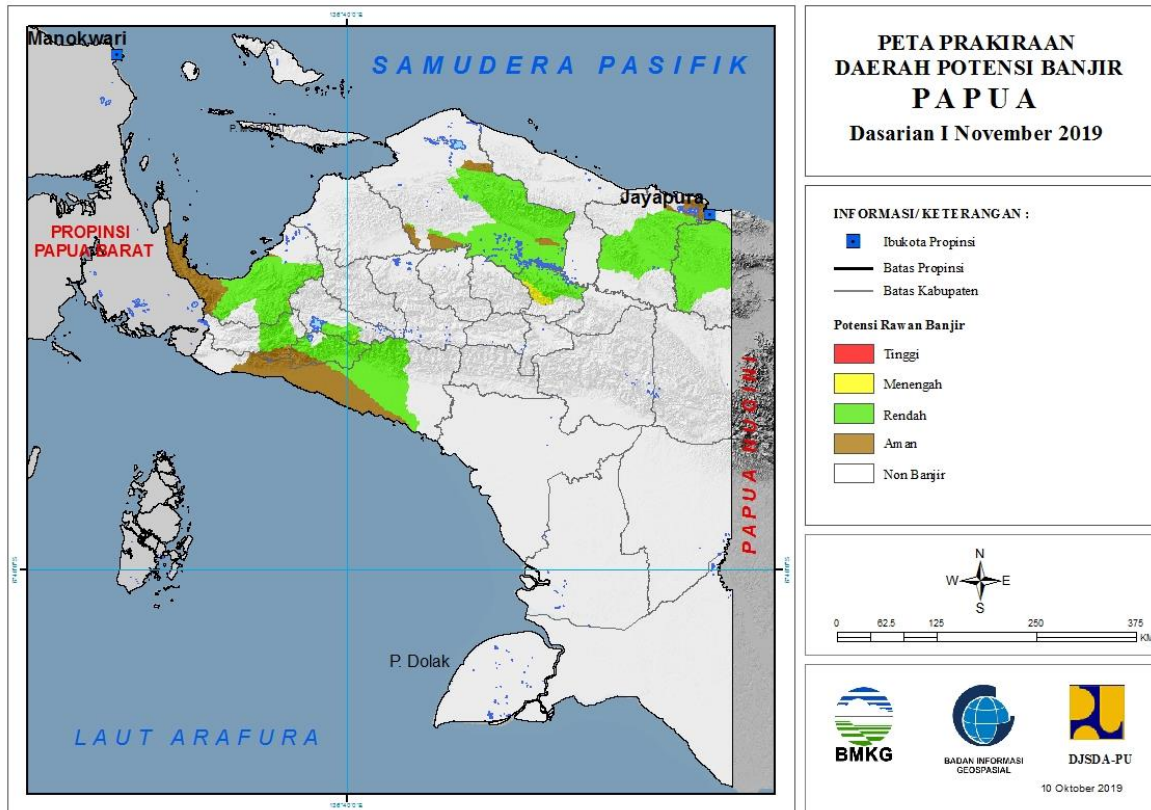 Manokwari
SAMUDERA PASIFIK
Jayapura
PROPINSI
PAPUA BARAT
PAPUA NUGINI
P. Dolak
LAUT ARAFURA
PETA PRAKIRAAN
DAERAH POTENSI BANJIR
PAPUA
Dasarian I November 2019
INFORMASI/ KETERANGAN :
Ibukota Propinsi
Batas Propinsi
Batas Kabupaten
Potensi Rawan Banjir
Tinggi
Menengah
Rendah
Aman
Non Banjir
N
W E
S
0 62.5 125 250 375
KM
BMKG
BADAN INFORMASI
GEOSPASIAL
DJSDA-PU
10 Oktober 2019